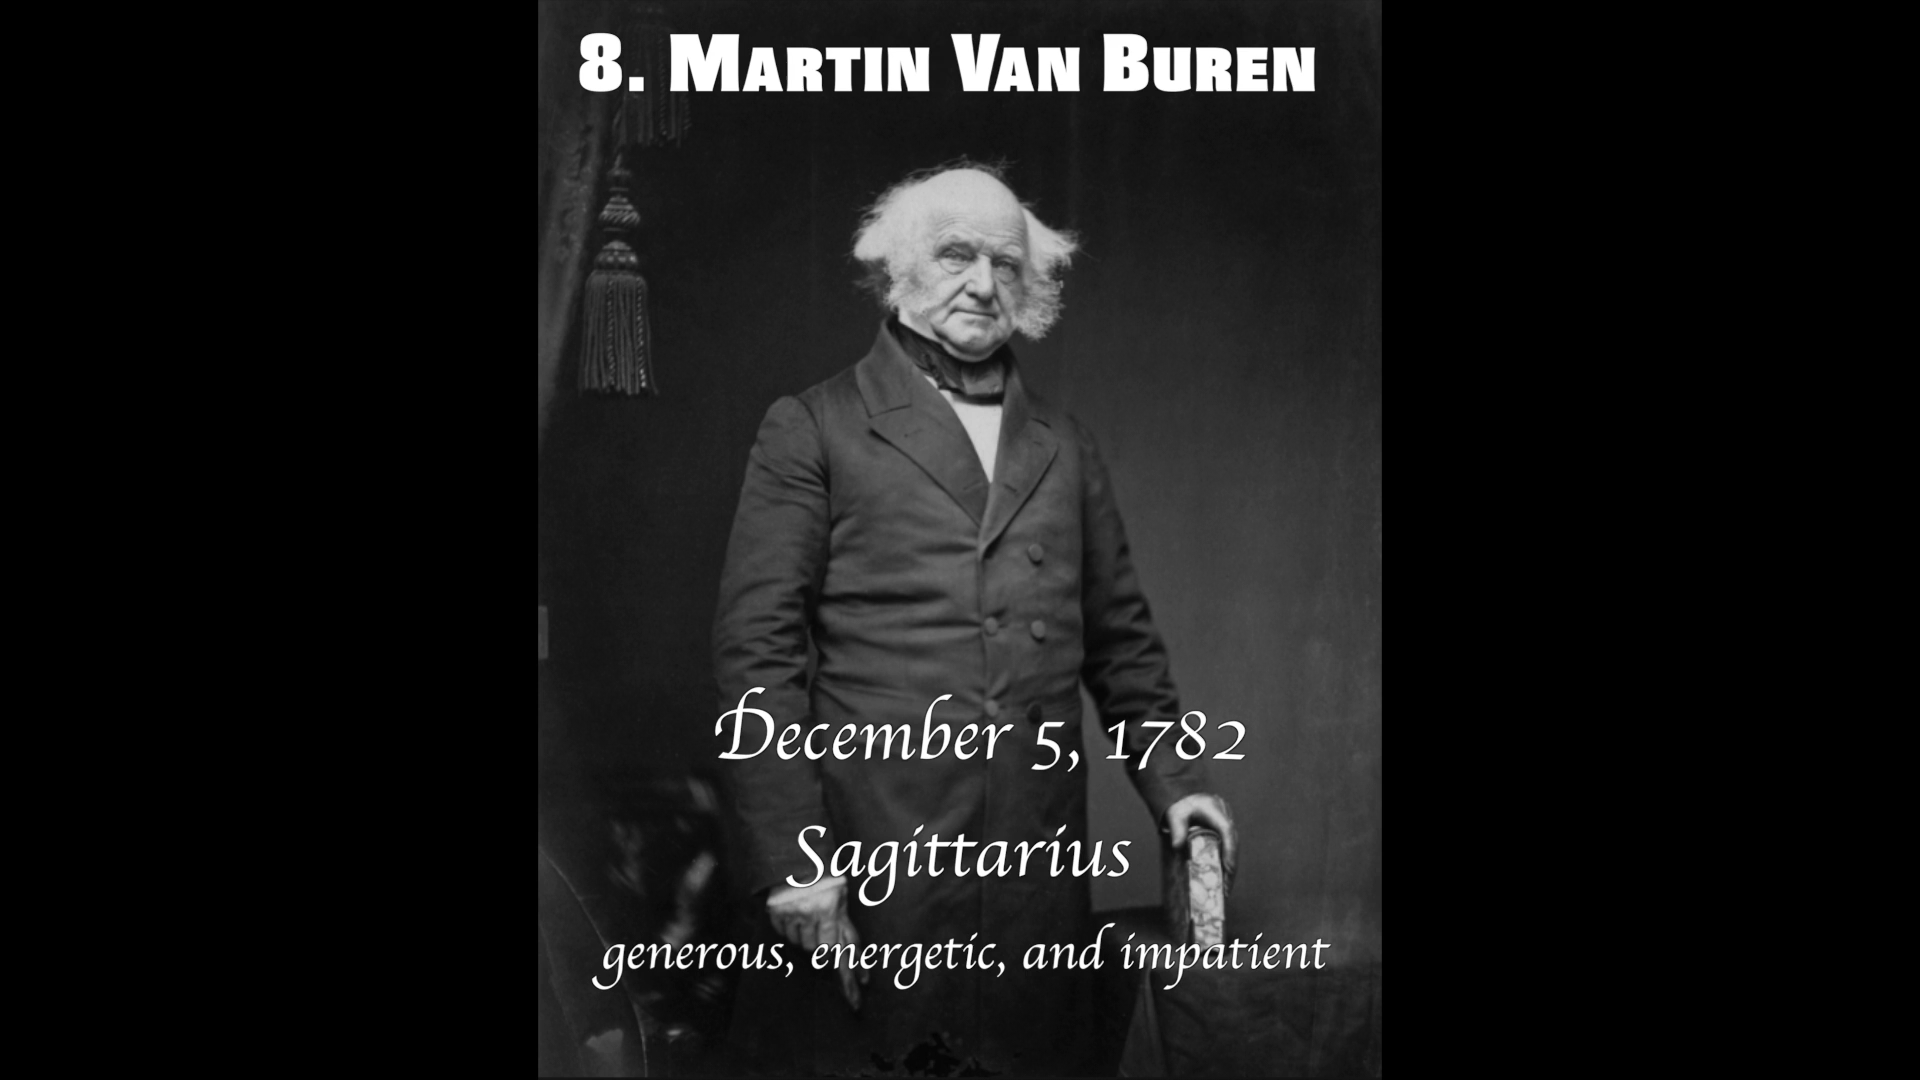 8. Martin Van Buren
December 5, 1782
Sagittarius
generous, energetic, and impatient